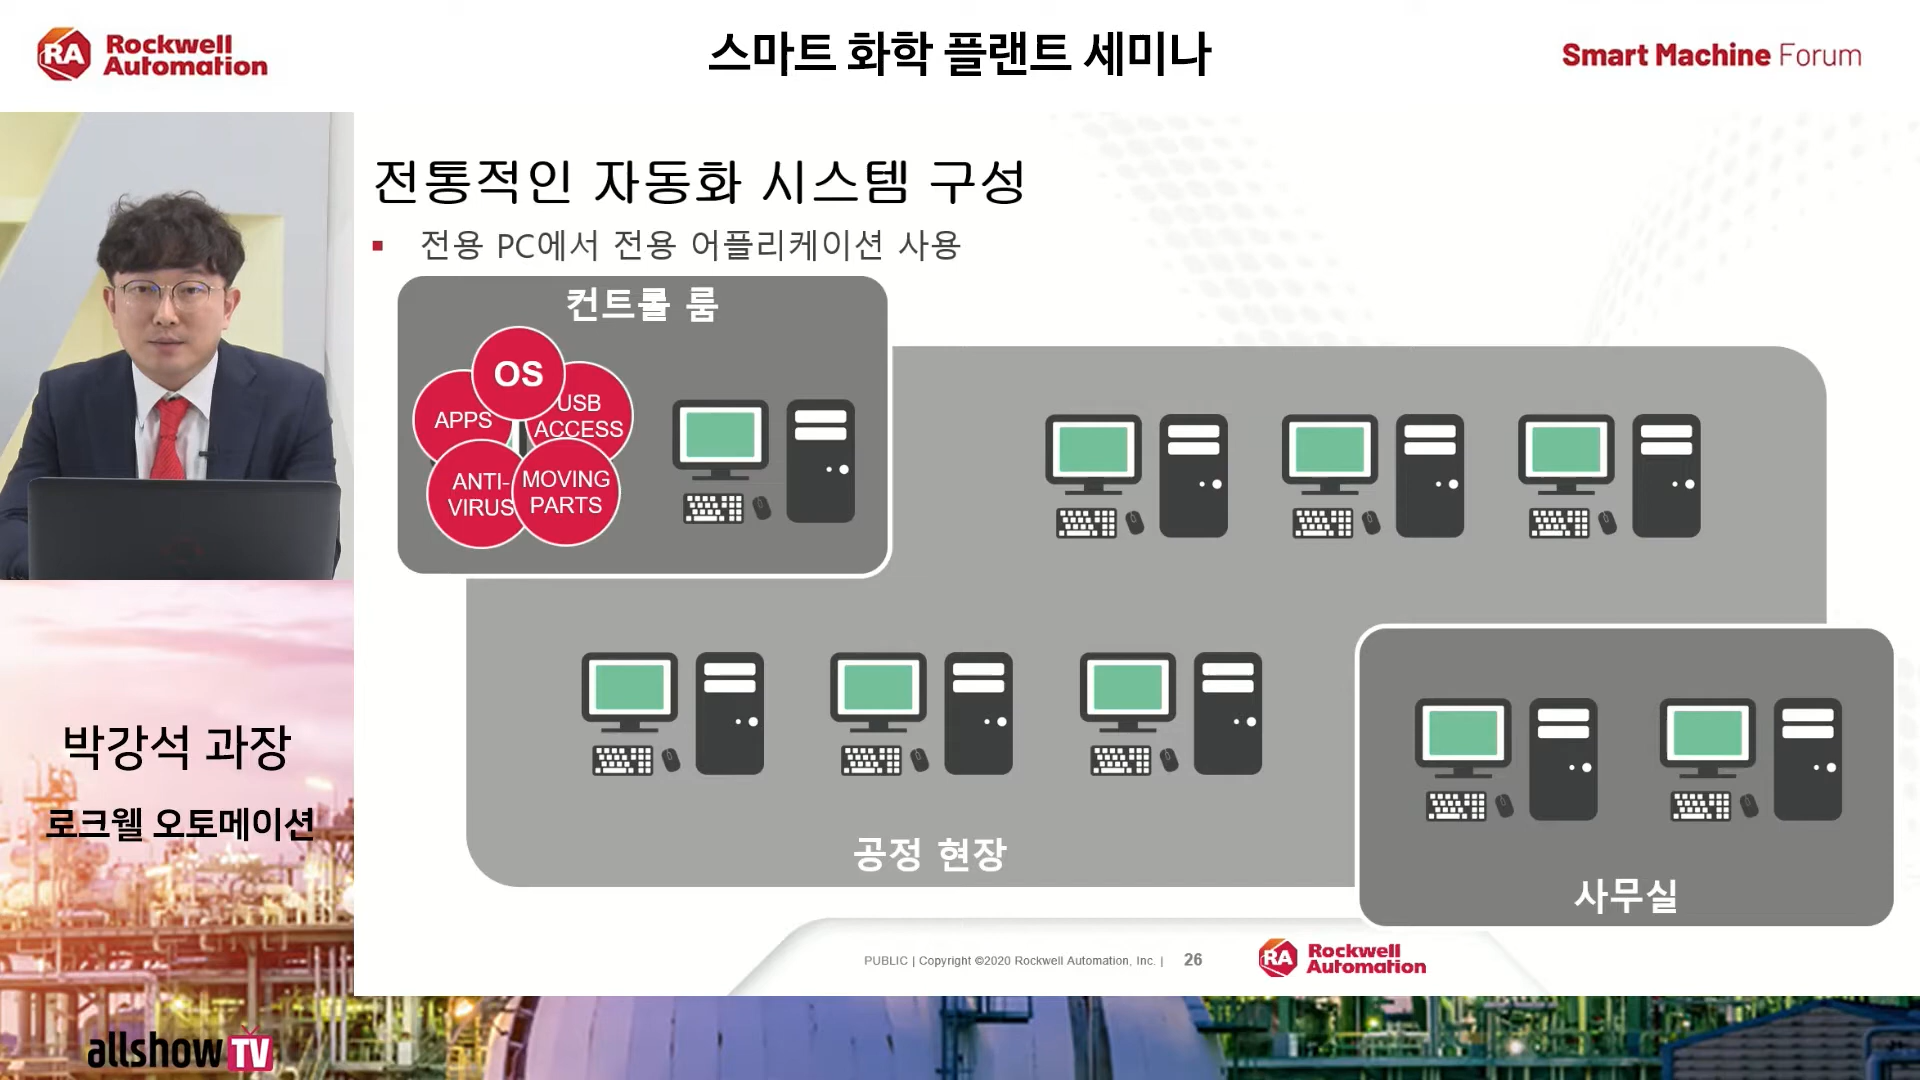 RA Rockwell Automation
스마트 화학 플랜트 세미나
Smart Machine Forum
전통적인 자동화 시스템 구성
▪ 전용 PC에서 전용 어플리케이션 사용
컨트롤 룸
OS
APPS
USB ACCESS
ANTI-VIRUS
MOVING PARTS
공정 현장
사무실
박강석 과장
로크웰 오토메이션
PUBLIC | Copyright ©2020 Rockwell Automation, Inc. | 26
RA Rockwell Automation
allshow TV